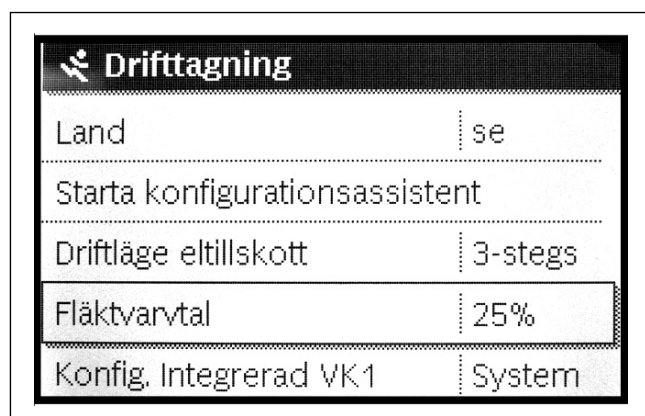 Drifttagning
Land se
Starta konfigurationsassistent
Driftläge eltillskott 3-stegs
Fläktvarvtal 25%
Konfig. Integrerad VK1 System